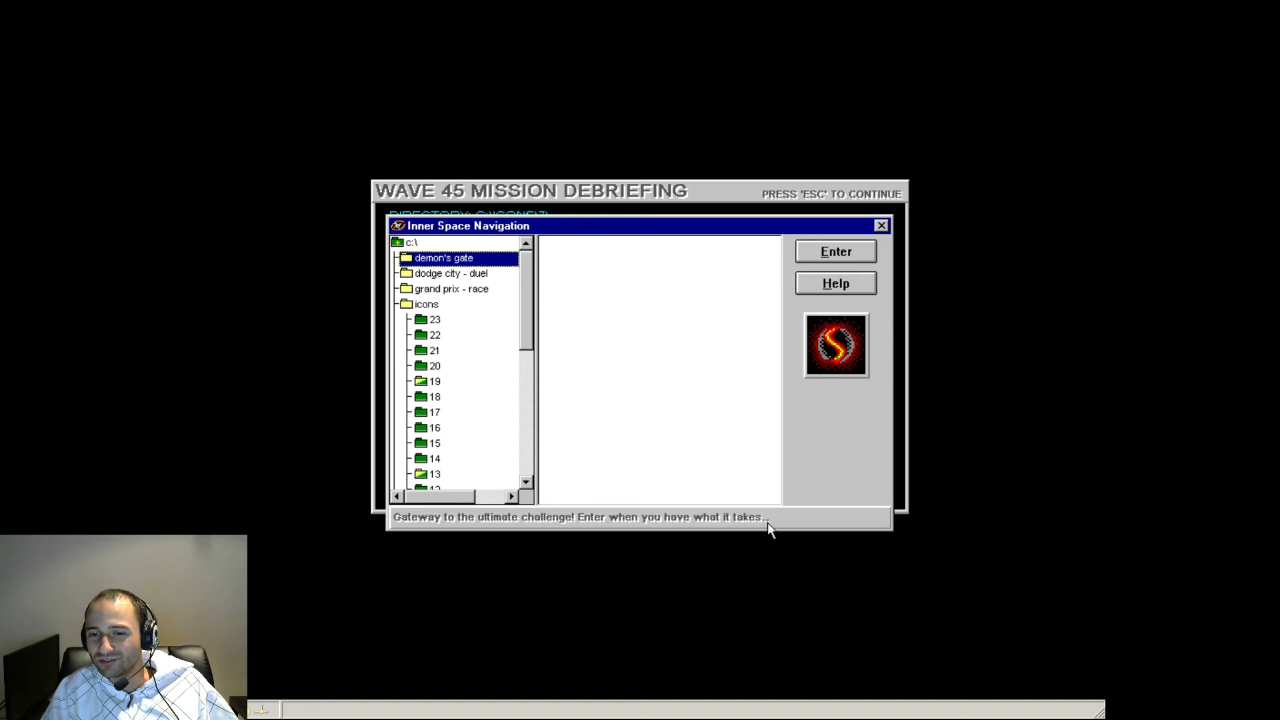 WAVE 45 MISSION DEBRIEFING
PRESS 'ESC' TO CONTINUE
Inner Space Navigation
c:\
demon's gate
dodge city - duel
grand prix - race
icons
23
22
21
20
19
18
17
16
15
14
13
Enter
Help
Gateway to the ultimate challenge! Enter when you have what it takes...